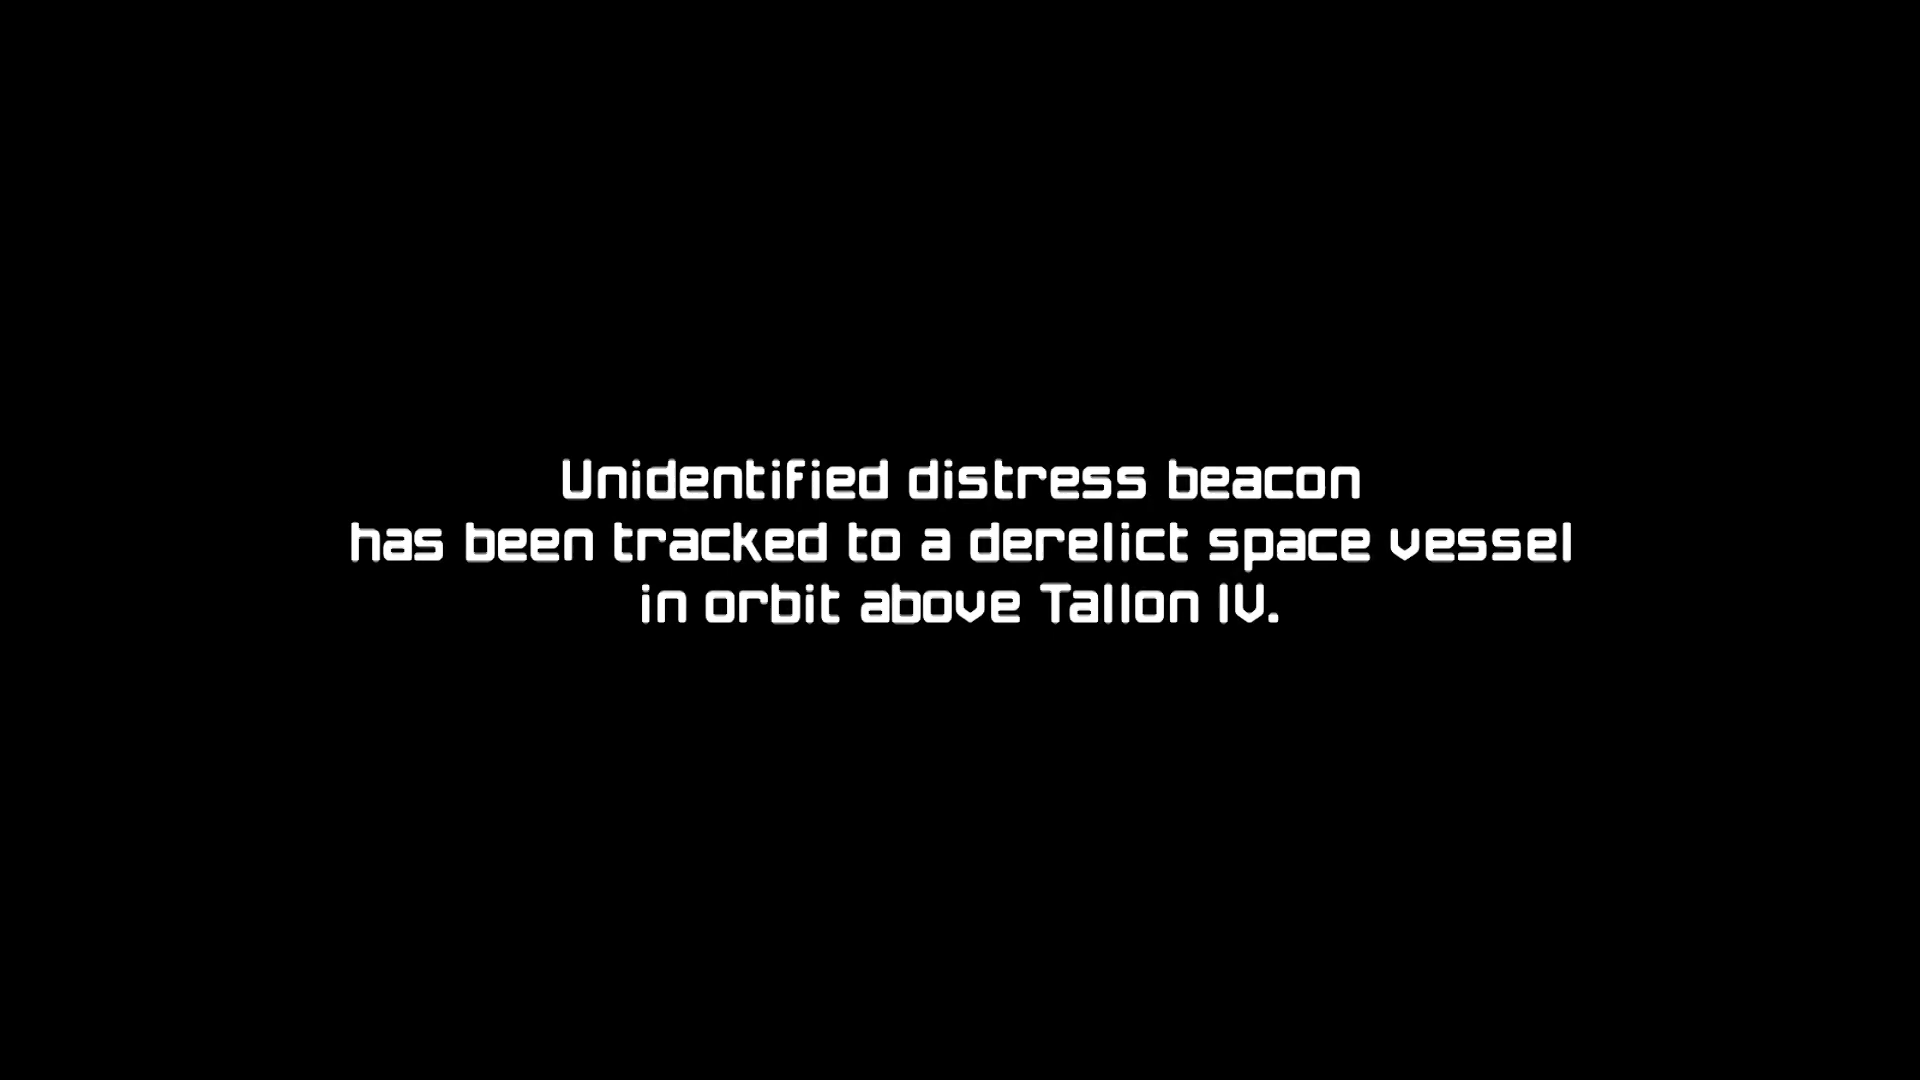 Unidentified distress beacon
has been tracked to a derelict space vessel
in orbit above Tallon IV.